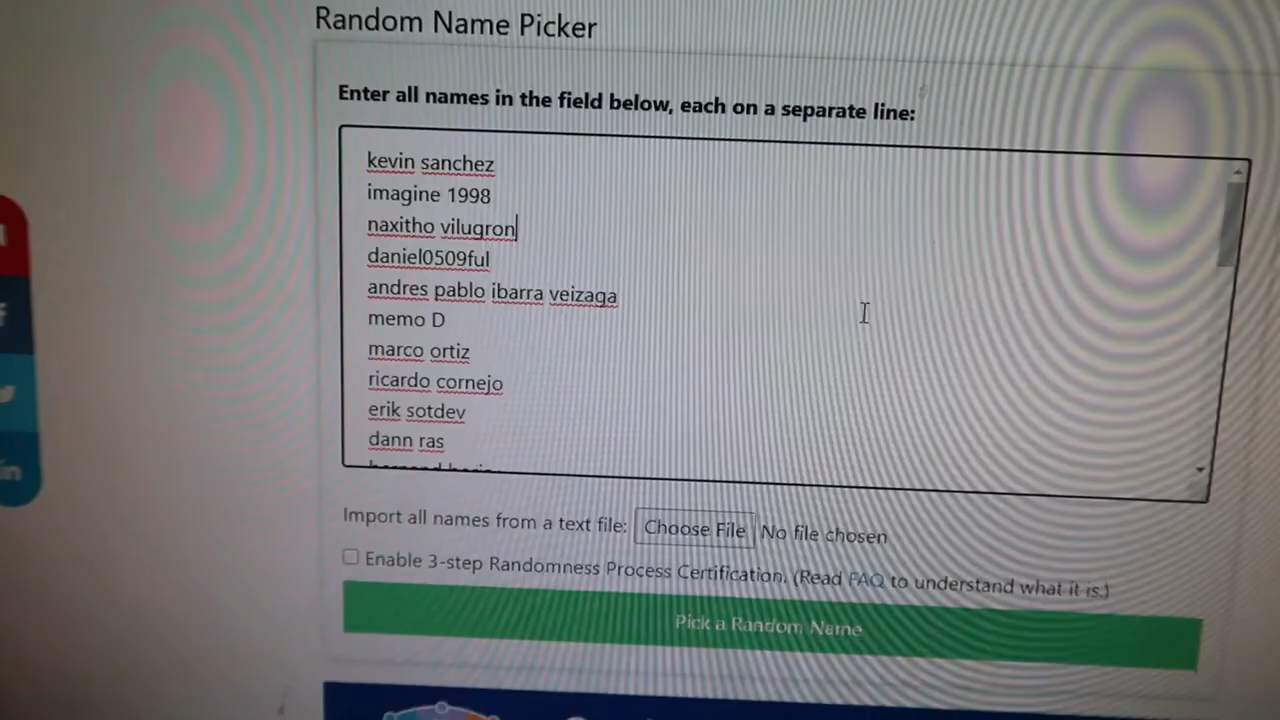 Random Name Picker
Enter all names in the field below, each on a separate line:
kevin sanchez
imagine 1998
naxitho vilugron
daniel0509ful
andres pablo ibarra veizaga
memo D
marco ortiz
ricardo cornejo
erik sotdev
dann ras
Import all names from a text file: Choose File No file chosen
Enable 3-step Randomness Process Certification. (Read FAQ to understand what it is.)
Pick a Random Name
in